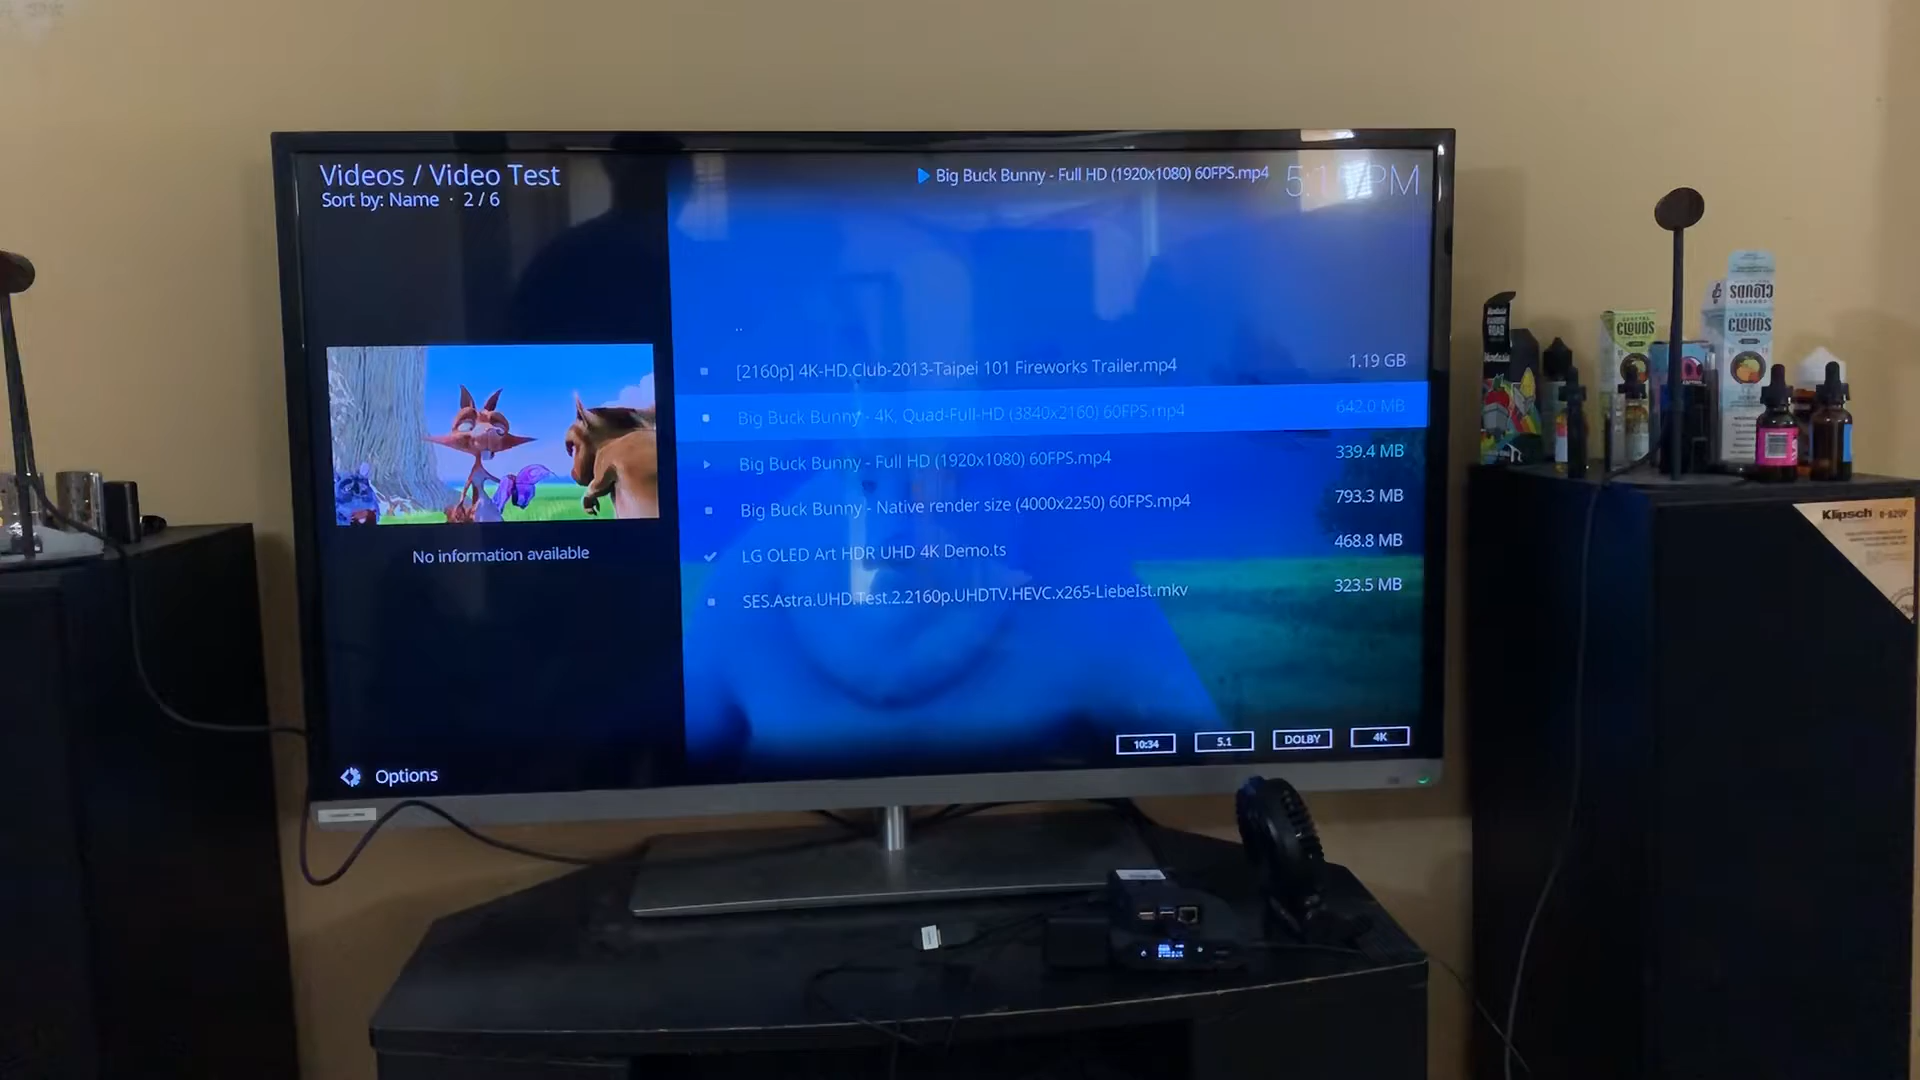 Videos / Video Test
Sort by: Name · 2 / 6
Big Buck Bunny - Full HD (1920x1080) 60FPS.mp4
PM
..
[2160p] 4K-HD.Club-2013-Taipei 101 Fireworks Trailer.mp4 1.19 GB
Big Buck Bunny - 4K, Quad-Full-HD (3840x2160) 60FPS.mp4 642.0 MB
Big Buck Bunny - Full HD (1920x1080) 60FPS.mp4 339.4 MB
Big Buck Bunny - Native render size (4000x2250) 60FPS.mp4 793.3 MB
LG OLED Art HDR UHD 4K Demo.ts 468.8 MB
SES.Astra.UHD.Test.2.2160p.UHDTV.HEVC.x265-LiebeIst.mkv 323.5 MB
No information available
10:34 5.1 DOLBY 4K
Options
CLOUDS
CLOUDS
COASTAL
CLOUDS
Klipsch R-820F